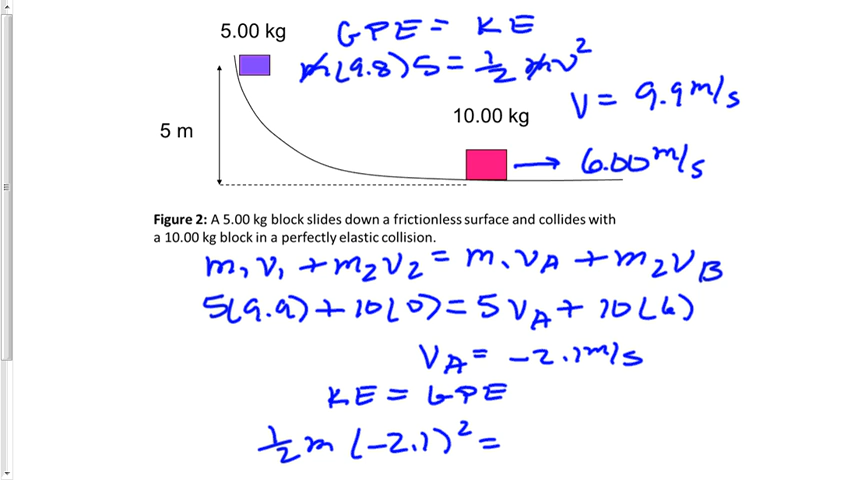 5.00 kg
GPE = KE
m(9.8)5 = 1/2 mv²
v = 9.9 m/s
10.00 kg
5 m
→ 6.00 m/s
Figure 2: A 5.00 kg block slides down a frictionless surface and collides with
a 10.00 kg block in a perfectly elastic collision.
m₁v₁ + m₂v₂ = m₁vA + m₂vB
5(9.9) + 10(0) = 5vA + 10(6)
vA = -2.1 m/s
KE = GPE
1/2 m (-2.1)² =